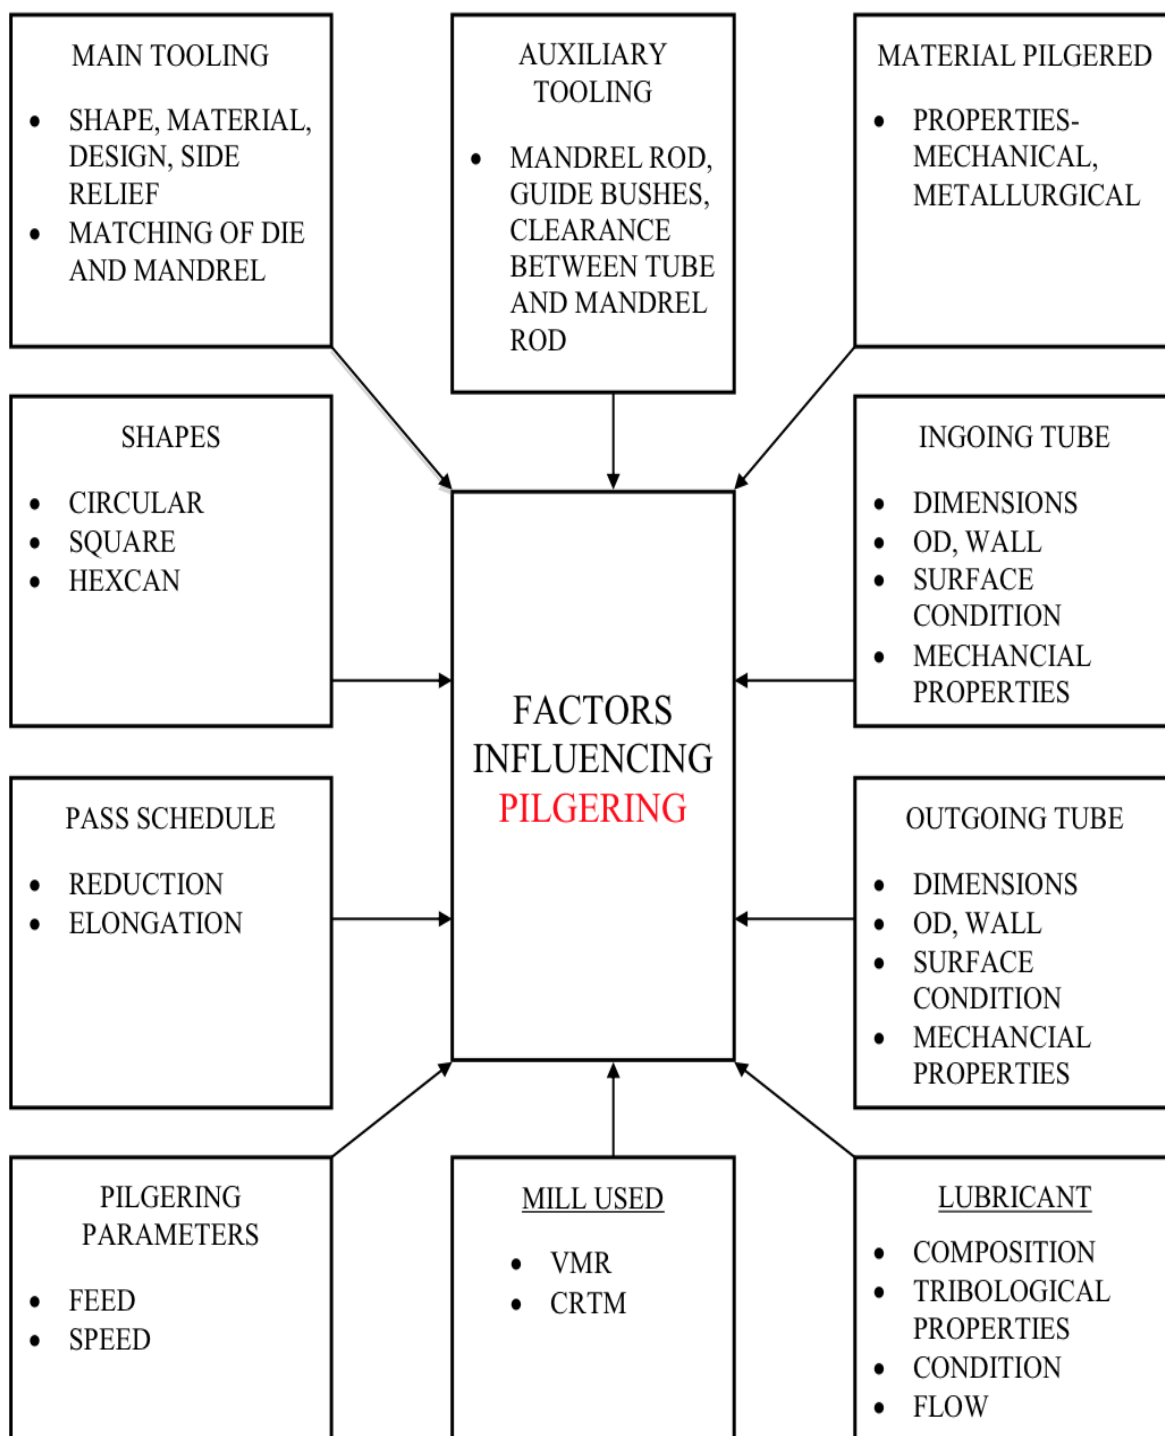 MAIN TOOLING
• SHAPE, MATERIAL,
DESIGN, SIDE
RELIEF
• MATCHING OF DIE
AND MANDREL
AUXILIARY
TOOLING
• MANDREL ROD,
GUIDE BUSHES,
CLEARANCE
BETWEEN TUBE
AND MANDREL
ROD
MATERIAL PILGERED
• PROPERTIES-
MECHANICAL,
METALLURGICAL
SHAPES
• CIRCULAR
• SQUARE
• HEXCAN
FACTORS
INFLUENCING
PILGERING
INGOING TUBE
• DIMENSIONS
• OD, WALL
• SURFACE
CONDITION
• MECHANCIAL
PROPERTIES
PASS SCHEDULE
• REDUCTION
• ELONGATION
OUTGOING TUBE
• DIMENSIONS
• OD, WALL
• SURFACE
CONDITION
• MECHANCIAL
PROPERTIES
PILGERING
PARAMETERS
• FEED
• SPEED
MILL USED
• VMR
• CRTM
LUBRICANT
• COMPOSITION
• TRIBOLOGICAL
PROPERTIES
• CONDITION
• FLOW